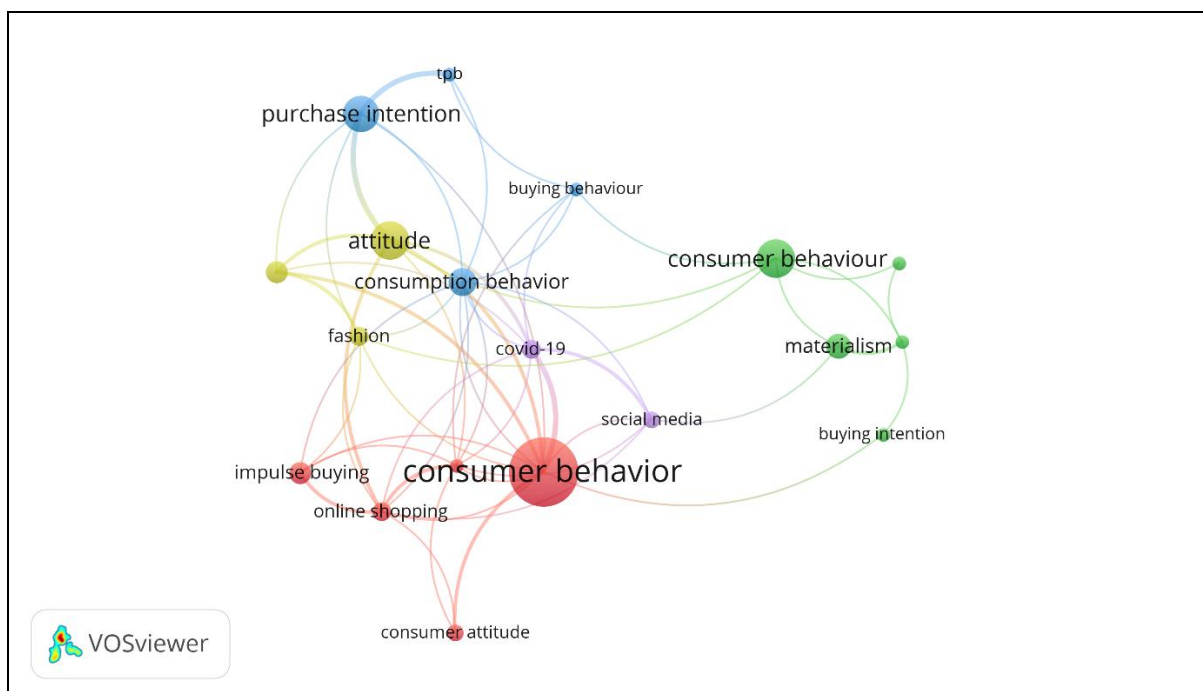 tpb
purchase intention
buying behaviour
attitude
consumer behaviour
consumption behavior
fashion
covid-19
materialism
social media
buying intention
impulse buying
consumer behavior
online shopping
consumer attitude
VOSviewer